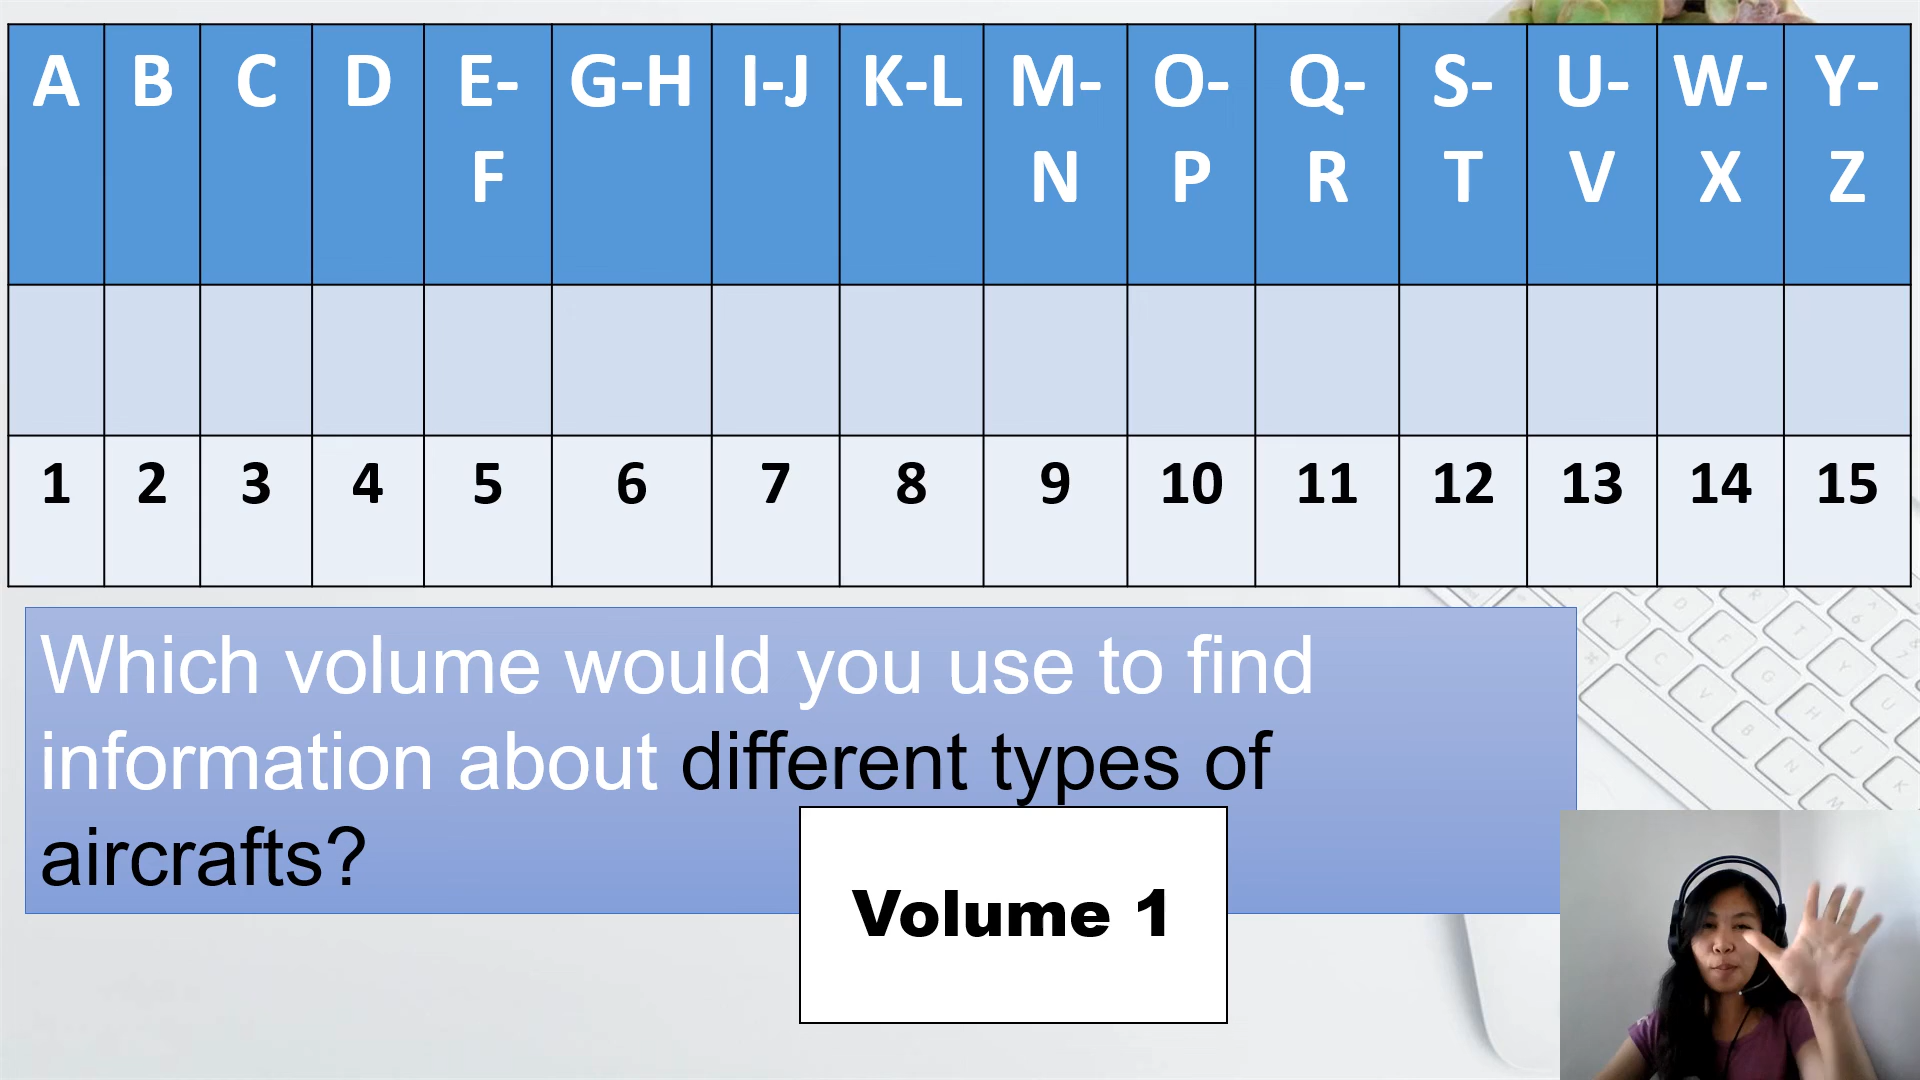 A B C D E- G-H I-J K-L M- O- Q- S- U- W- Y-
F N P R T V X Z
1 2 3 4 5 6 7 8 9 10 11 12 13 14 15
Which volume would you use to find
information about different types of
aircrafts?
Volume 1